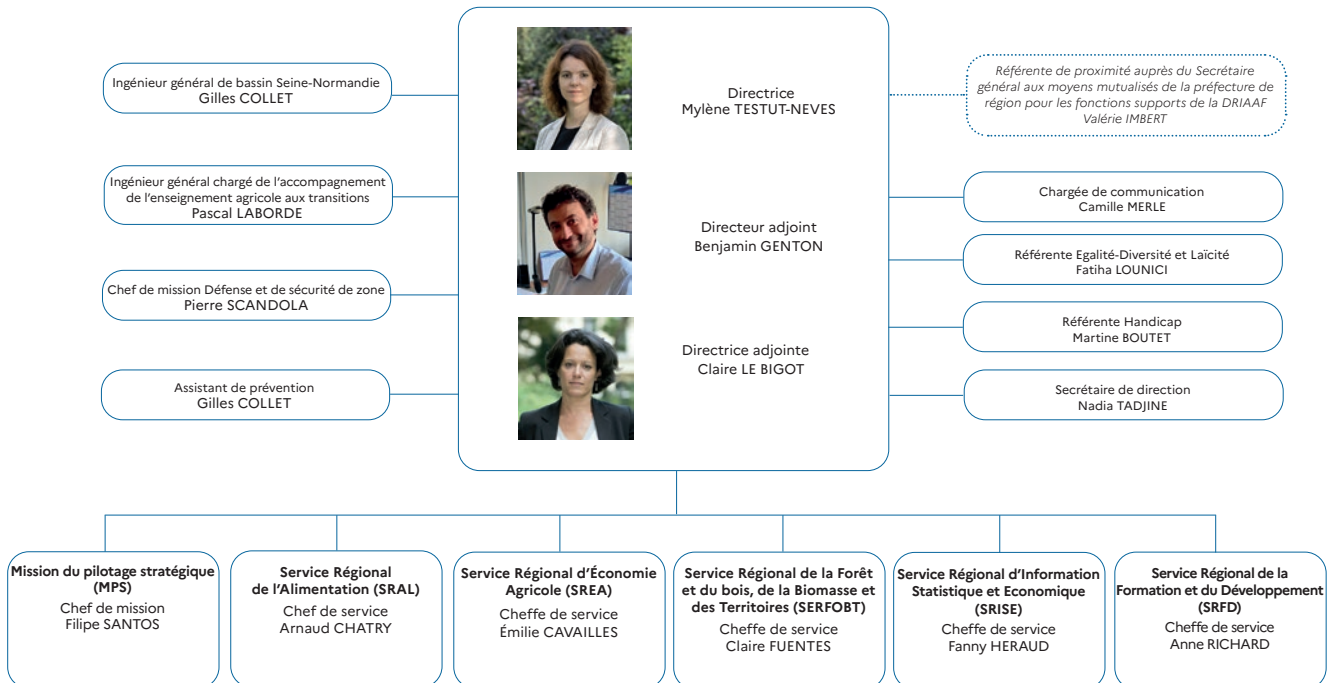 Ingénieur général de bassin Seine-Normandie
Gilles COLLET
Ingénieur général chargé de l'accompagnement
de l'enseignement agricole aux transitions
Pascal LABORDE
Chef de mission Défense et de sécurité de zone
Pierre SCANDOLA
Assistant de prévention
Gilles COLLET
Directrice
Mylène TESTUT-NEVES
Directeur adjoint
Benjamin GENTON
Directrice adjointe
Claire LE BIGOT
Référente de proximité auprès du Secrétaire
général aux moyens mutualisés de la préfecture de
région pour les fonctions supports de la DRIAAF
Valérie IMBERT
Chargée de communication
Camille MERLE
Référente Egalité-Diversité et Laïcité
Fatiha LOUNICI
Référente Handicap
Martine BOUTET
Secrétaire de direction
Nadia TADJINE
Mission du pilotage stratégique
(MPS)
Chef de mission
Filipe SANTOS
Service Régional
de l'Alimentation (SRAL)
Chef de service
Arnaud CHATRY
Service Régional d'Économie
Agricole (SREA)
Cheffe de service
Émilie CAVAILLES
Service Régional de la Forêt
et du bois, de la Biomasse et
des Territoires (SERFOBT)
Cheffe de service
Claire FUENTES
Service Régional d'Information
Statistique et Economique
(SRISE)
Cheffe de service
Fanny HERAUD
Service Régional de la
Formation et du Développement
(SRFD)
Cheffe de service
Anne RICHARD